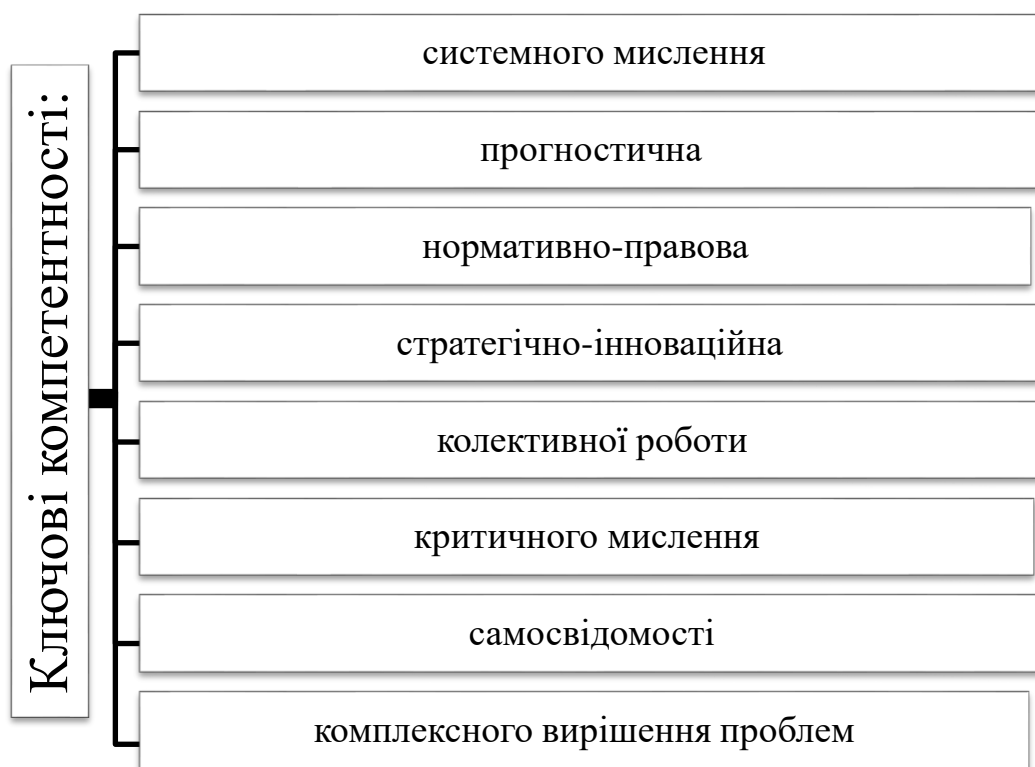 Ключові компетентності:
системного мислення
прогностична
нормативно-правова
стратегічно-інноваційна
колективної роботи
критичного мислення
самосвідомості
комплексного вирішення проблем